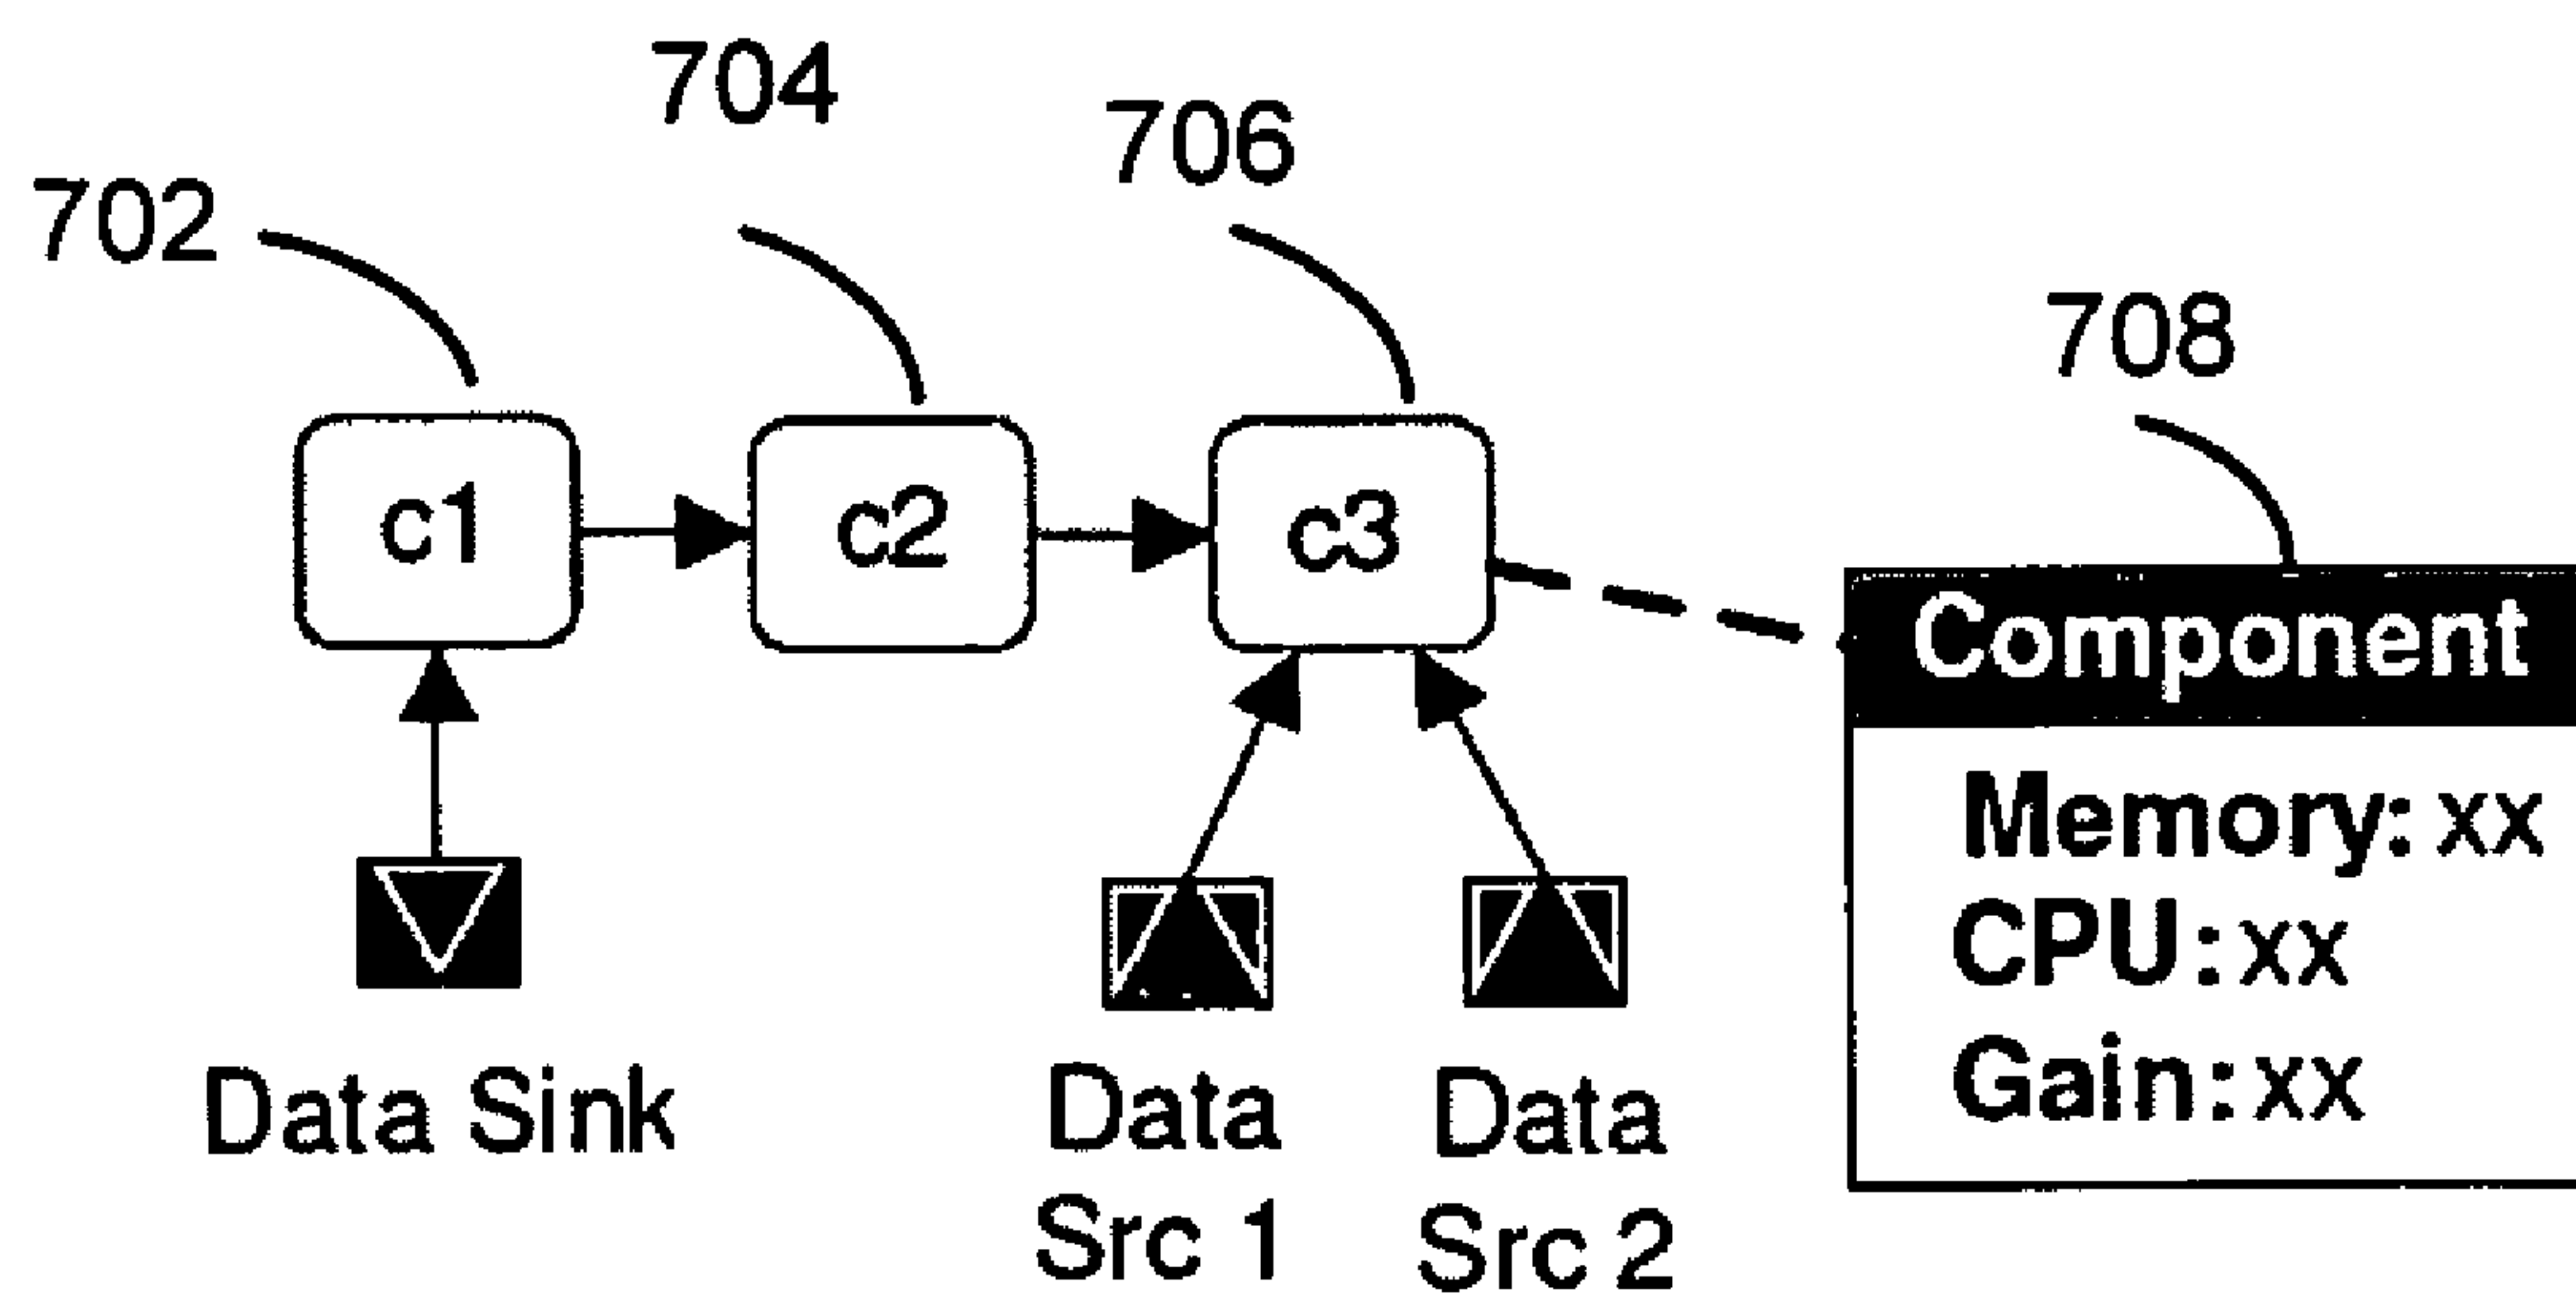 704
706
702
708
c1
c2
c3
Component
Memory: xx
CPU: xx
Gain: xx
Data Sink
Data
Src 1
Data
Src 2